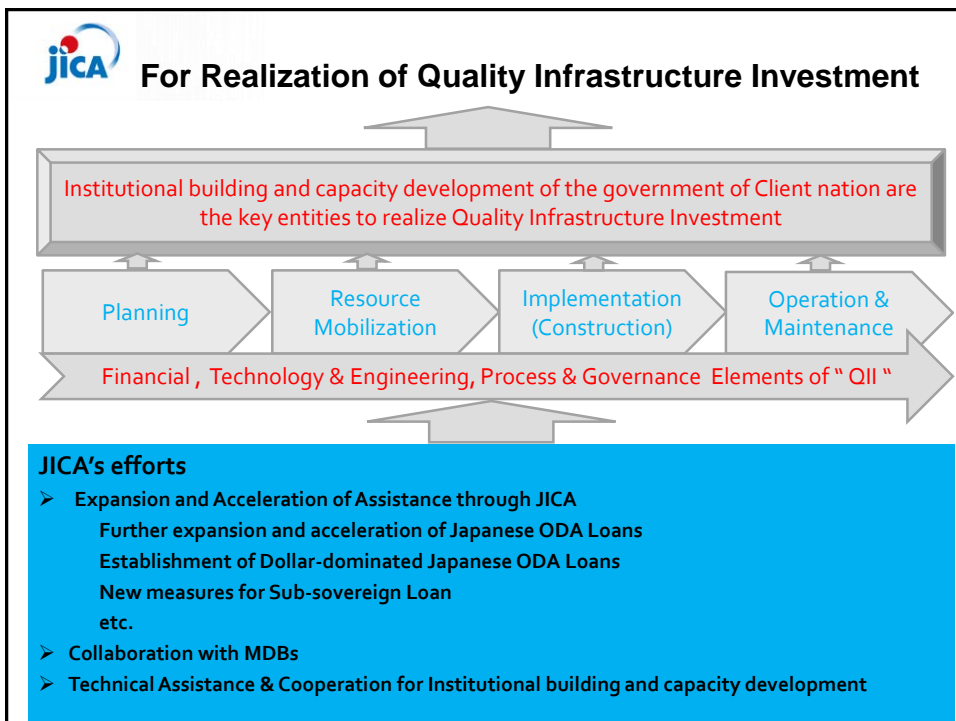 jica
For Realization of Quality Infrastructure Investment
Institutional building and capacity development of the government of Client nation are
the key entities to realize Quality Infrastructure Investment
Planning
Resource
Mobilization
Implementation
(Construction)
Operation &
Maintenance
Financial , Technology & Engineering, Process & Governance Elements of “ QII “
JICA’s efforts
➢ Expansion and Acceleration of Assistance through JICA
Further expansion and acceleration of Japanese ODA Loans
Establishment of Dollar-dominated Japanese ODA Loans
New measures for Sub-sovereign Loan
etc.
➢ Collaboration with MDBs
➢ Technical Assistance & Cooperation for Institutional building and capacity development